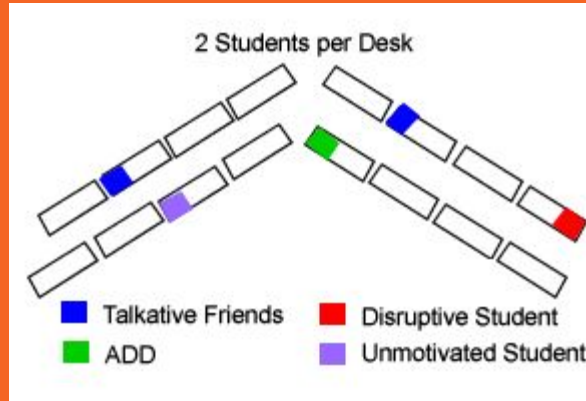 2 Students per Desk
Talkative Friends
Disruptive Student
ADD
Unmotivated Student